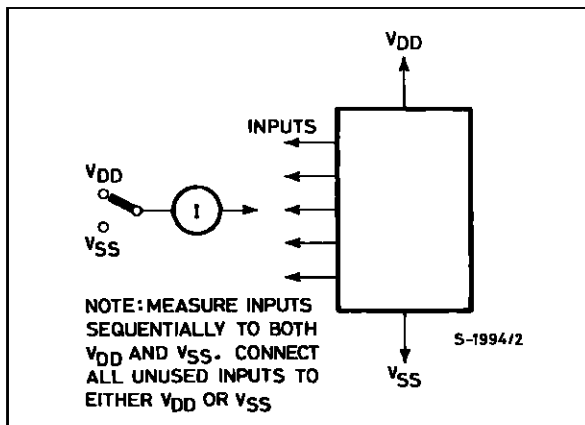 VDD
INPUTS
VDD
I
VSS
NOTE: MEASURE INPUTS
SEQUENTIALLY TO BOTH
VDD AND VSS. CONNECT
ALL UNUSED INPUTS TO
EITHER VDD OR VSS
S-1994/2
VSS